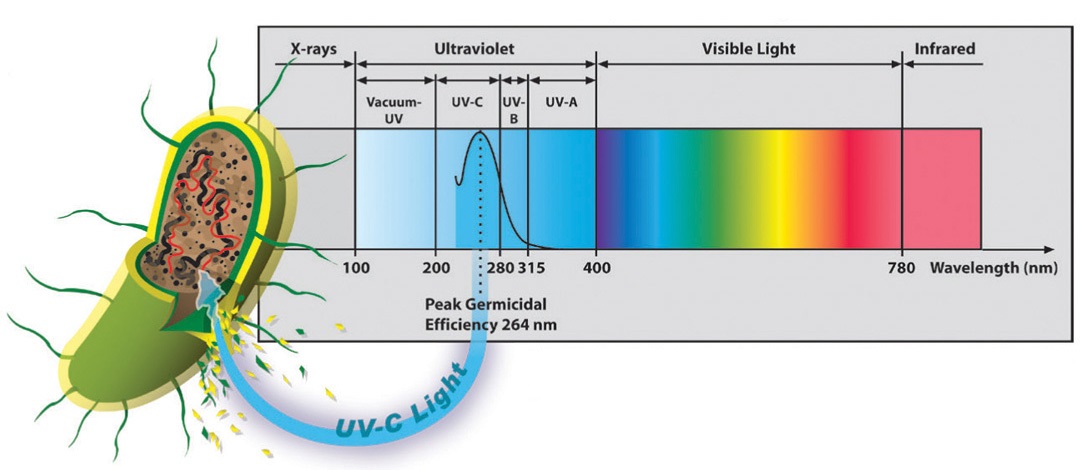 X-rays
Ultraviolet
Visible Light
Infrared
Vacuum-
UV
UV-C
UV-
B
UV-A
100
200
280
315
400
780
Wavelength (nm)
Peak Germicidal
Efficiency 264 nm
UV-C Light